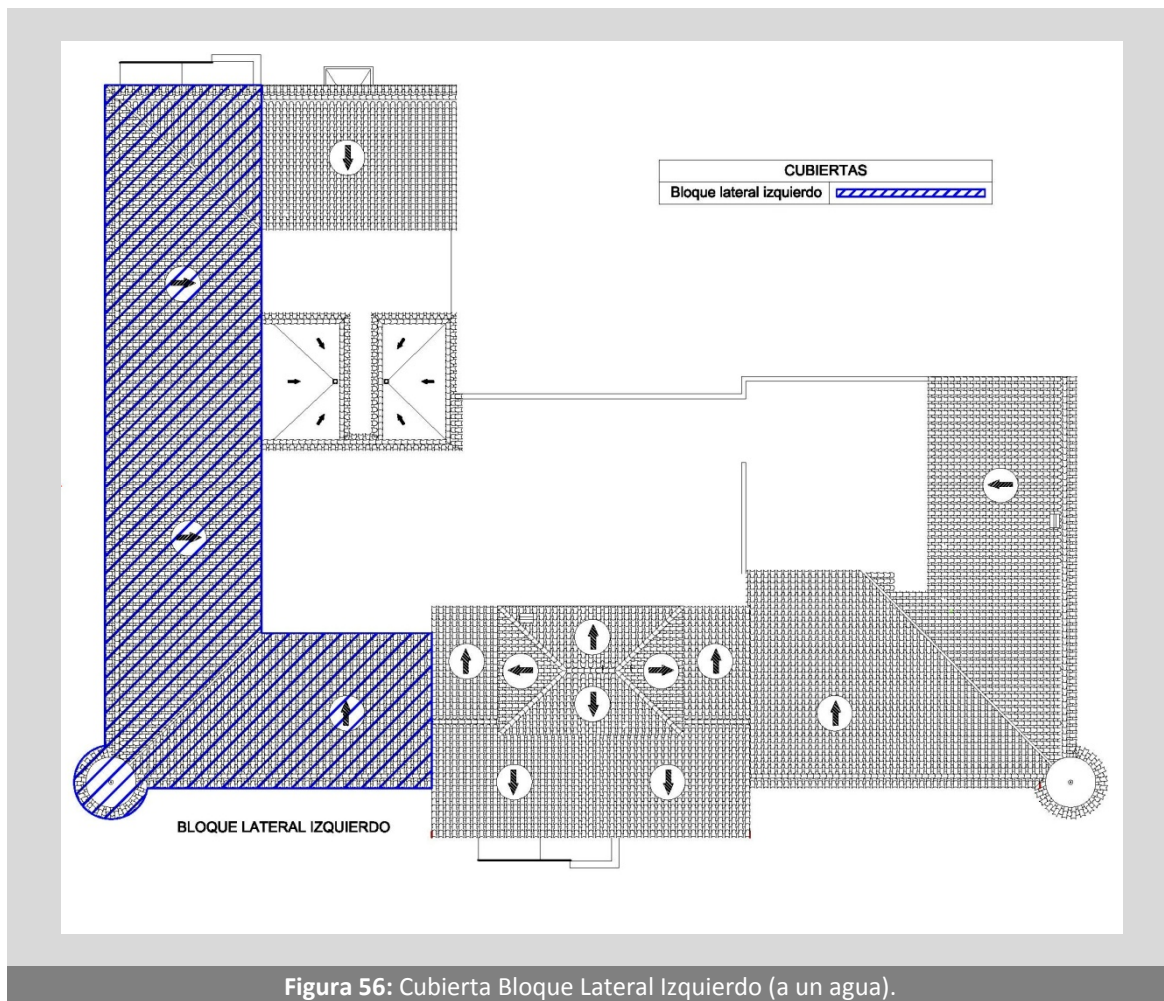 CUBIERTAS
Bloque lateral izquierdo
BLOQUE LATERAL IZQUIERDO
Figura 56: Cubierta Bloque Lateral Izquierdo (a un agua).